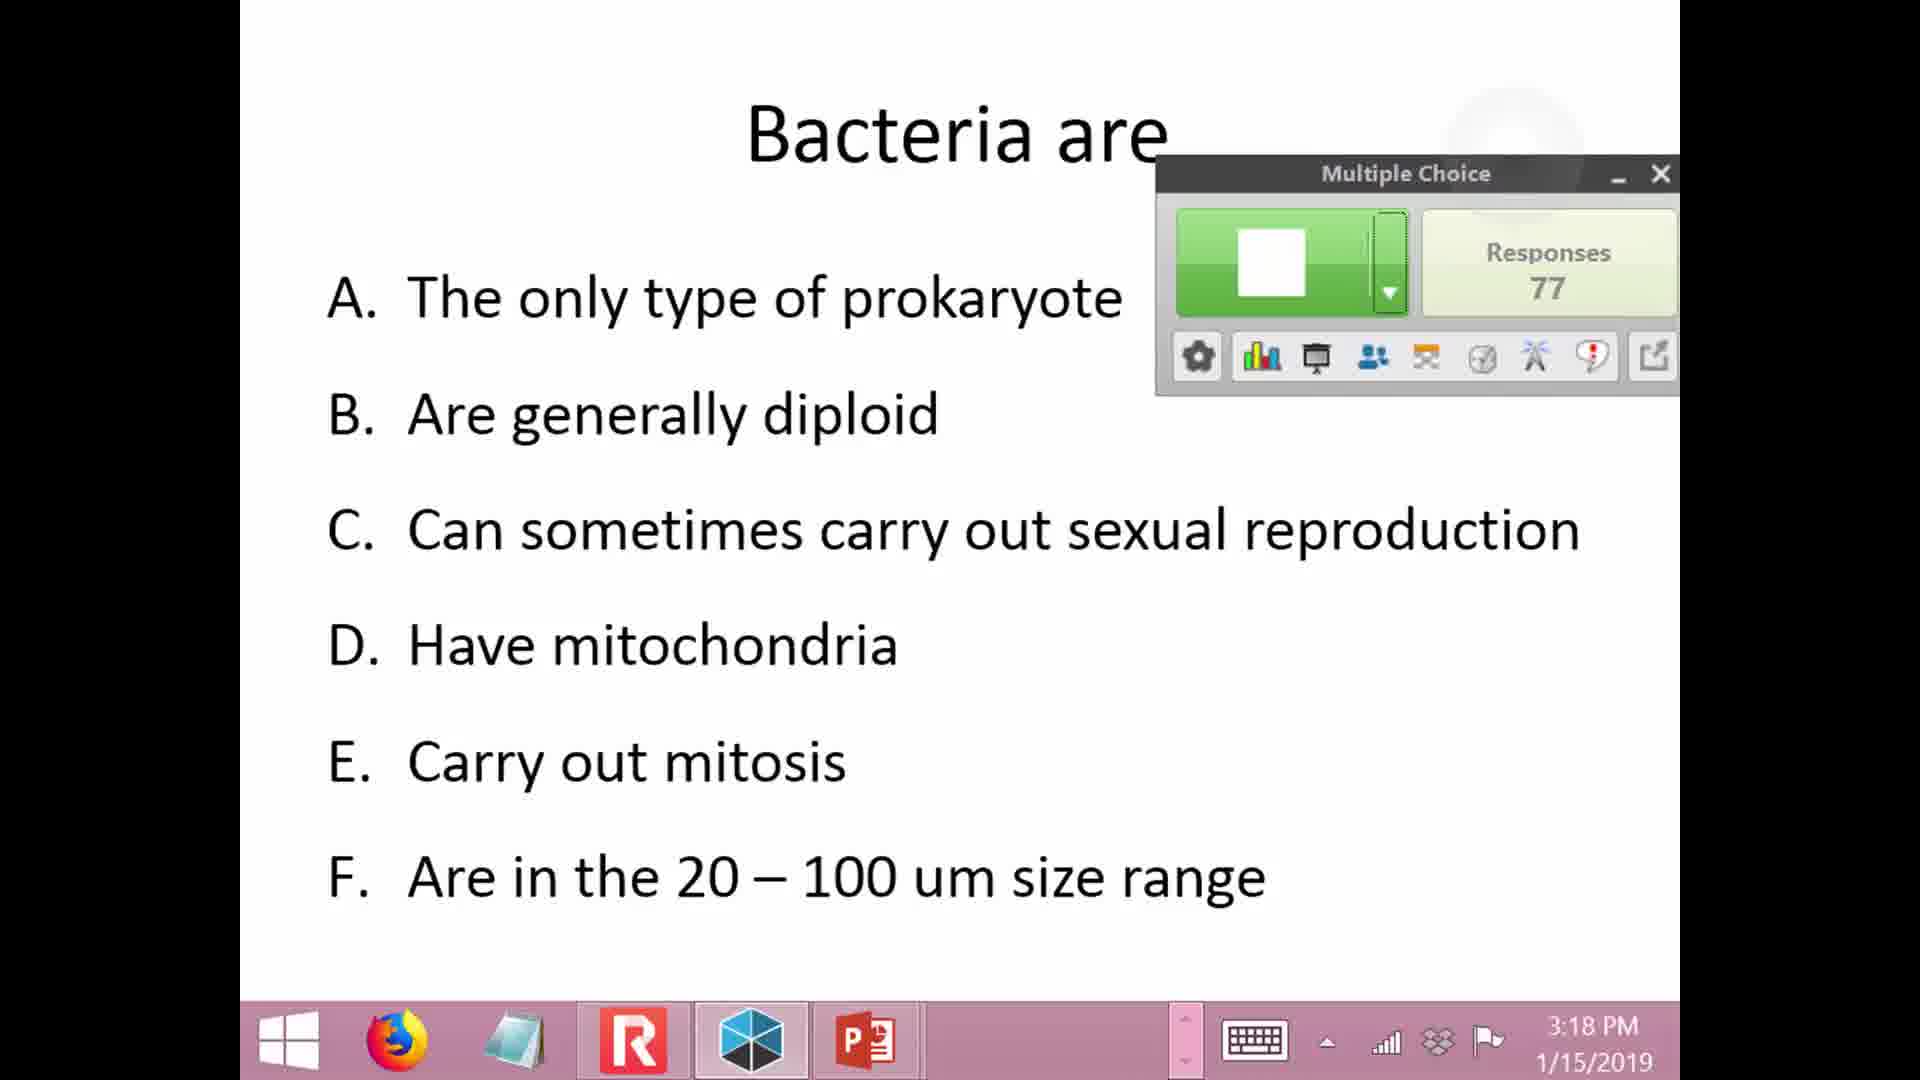 Bacteria are
Multiple Choice
Responses
77
A. The only type of prokaryote
B. Are generally diploid
C. Can sometimes carry out sexual reproduction
D. Have mitochondria
E. Carry out mitosis
F. Are in the 20 – 100 um size range
3:18 PM
1/15/2019